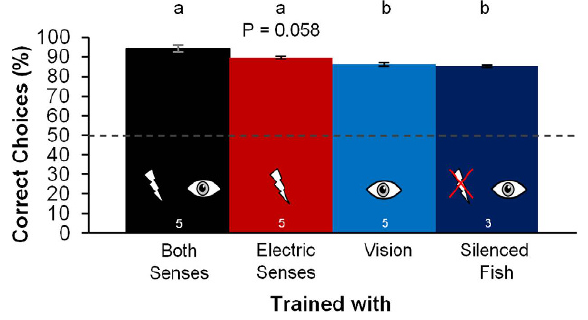 a a b b
P = 0.058
Correct Choices (%)
100
90
80
70
60
50
40
30
20
10
0
5 5 5 3
Both Senses
Electric Senses
Vision
Silenced Fish
Trained with